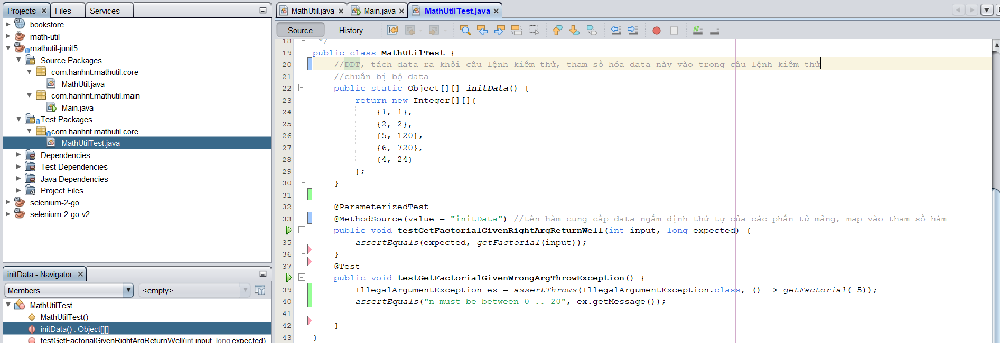 Projects
Files
Services
bookstore
math-util
mathutil-junit5
Source Packages
com.hanhnt.mathutil.core
MathUtil.java
com.hanhnt.mathutil.main
Main.java
Test Packages
com.hanhnt.mathutil.core
MathUtilTest.java
Dependencies
Test Dependencies
Java Dependencies
Project Files
selenium-2-go
selenium-2-go-v2
initData - Navigator
Members
<empty>
MathUtilTest
MathUtilTest()
initData() : Object[][]
testGetFactorialGivenRightArgReturnWell(int input, long expected)
MathUtil.java
Main.java
MathUtilTest.java
Source
History
18 */
19 public class MathUtilTest {
20 //DDT, tách data ra khỏi câu lệnh kiểm thử, tham số hóa data này vào trong câu lệnh kiểm thử
21 //chuẩn bị bộ data
22 public static Object[][] initData() {
23 return new Integer[][]{
24 {1, 1},
25 {2, 2},
26 {5, 120},
27 {6, 720},
28 {4, 24}
29 };
30 }
31
32 @ParameterizedTest
33 @MethodSource(value = "initData") //tên hàm cung cấp data ngầm định thứ tự của các phần tử mảng, map vào tham số hàm
public void testGetFactorialGivenRightArgReturnWell(int input, long expected) {
35 assertEquals(expected, getFactorial(input));
36 }
37 @Test
public void testGetFactorialGivenWrongArgThrowException() {
39 IllegalArgumentException ex = assertThrows(IllegalArgumentException.class, () -> getFactorial(-5));
40 assertEquals("n must be between 0 .. 20", ex.getMessage());
41
42 }
43 }